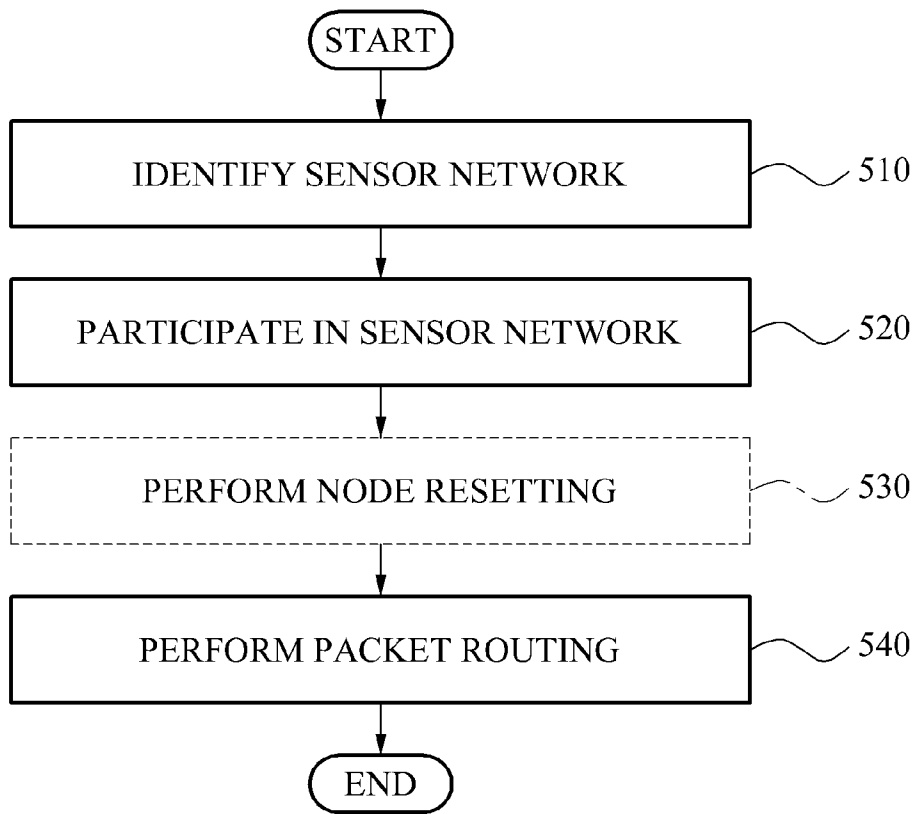 START
IDENTIFY SENSOR NETWORK
510
PARTICIPATE IN SENSOR NETWORK
520
PERFORM NODE RESETTING
530
PERFORM PACKET ROUTING
540
END